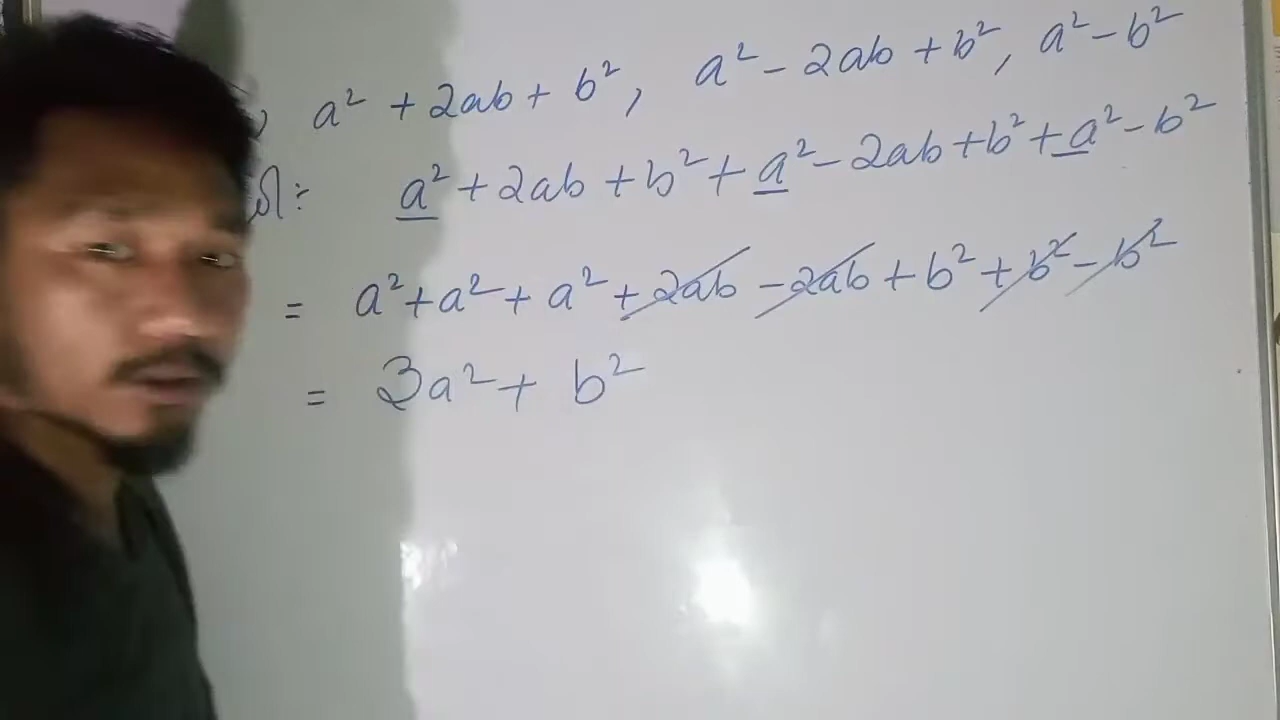 , a² + 2ab + b², a² - 2ab + b², a² - b²
a² + 2ab + b² + a² - 2ab + b² + a² - b²
= a² + a² + a² + 2ab - 2ab + b² + b² - b²
= 3a² + b²